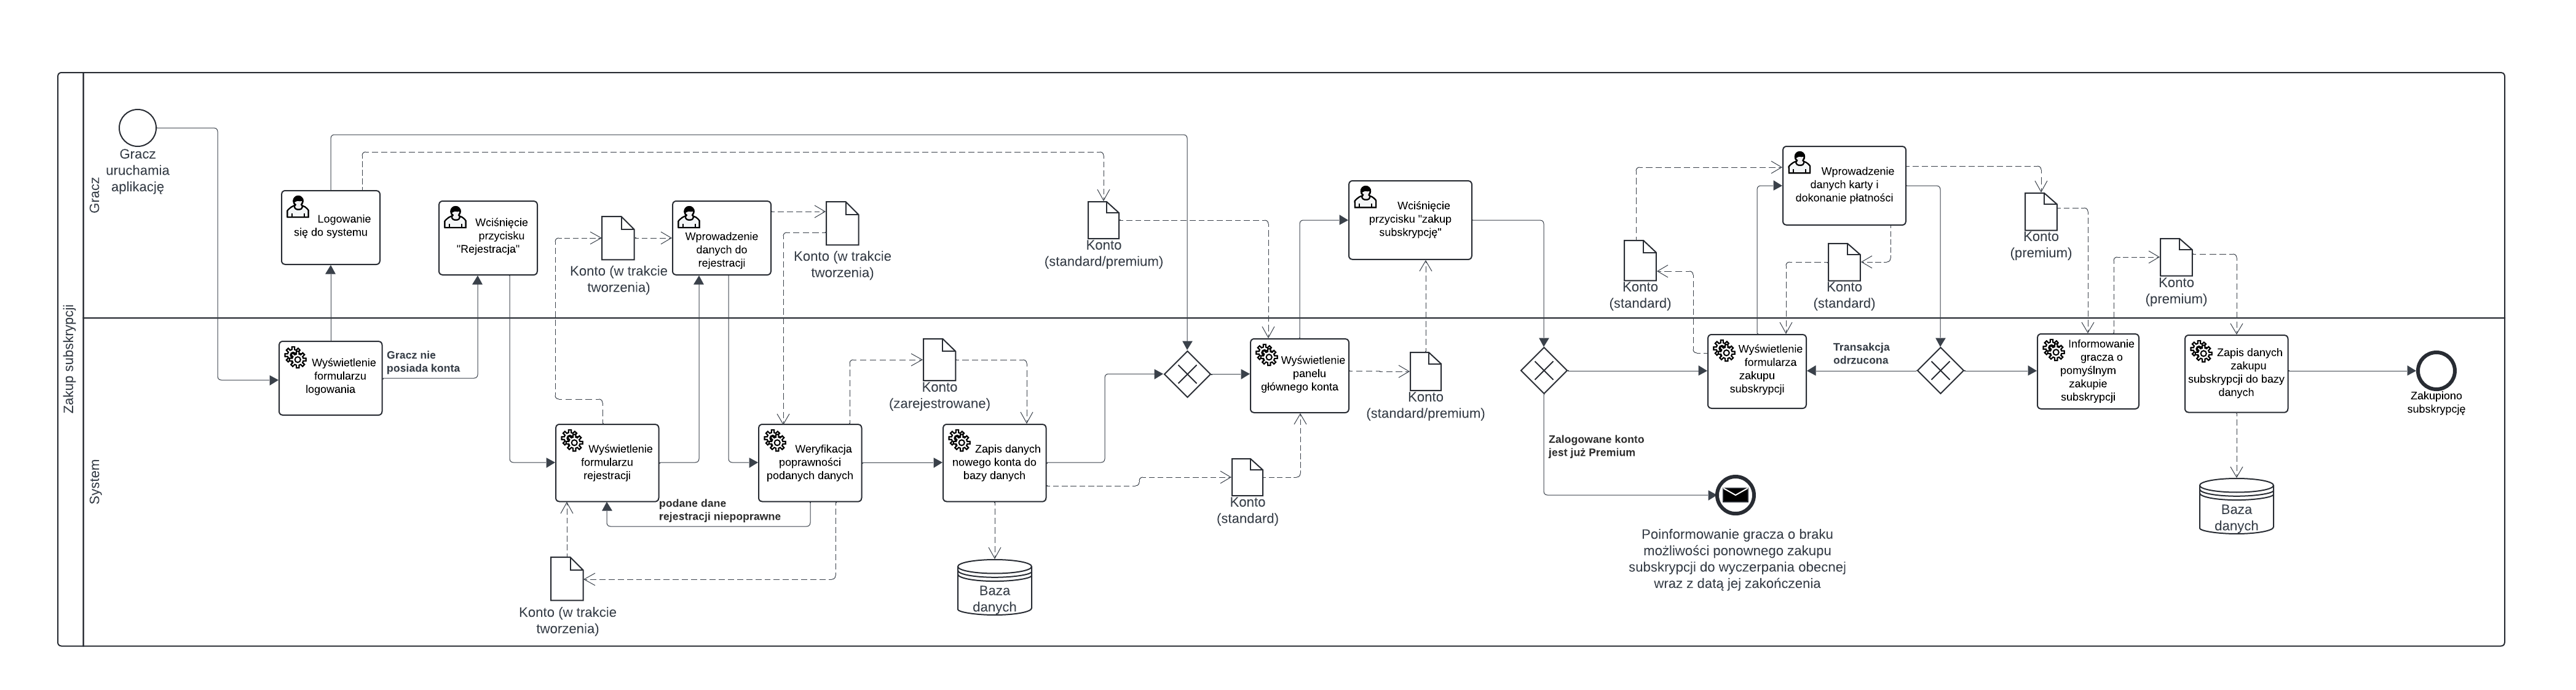 Zakup subskrypcji
Gracz
Gracz
uruchamia
aplikację
Logowanie
się do systemu
Wciśnięcie
przycisku
"Rejestracja"
Konto (w trakcie
tworzenia)
Wprowadzenie
danych do
rejestracji
Konto (w trakcie
tworzenia)
Konto
(standard/premium)
Wciśnięcie
przycisku "zakup
subskrypcję"
Konto
(standard)
Wprowadzenie
danych karty i
dokonanie płatności
Konto
(standard)
Konto
(premium)
Konto
(premium)
System
Wyświetlenie
formularzu
logowania
Gracz nie
posiada konta
Wyświetlenie
formularzu
rejestracji
podane dane
rejestracji niepoprawne
Konto (w trakcie
tworzenia)
Weryfikacja
poprawności
podanych danych
Konto
(zarejestrowane)
Zapis danych
nowego konta do
bazy danych
Baza
danych
Konto
(standard)
Wyświetlenie
panelu
głównego konta
Konto
(standard/premium)
Zalogowane konto
jest już Premium
Poinformowanie gracza o braku
możliwości ponownego zakupu
subskrypcji do wyczerpania obecnej
wraz z datą jej zakończenia
Wyświetlenie
formularza
zakupu
subskrypcji
Transakcja
odrzucona
Informowanie
gracza o
pomyślnym
zakupie
subskrypcji
Zapis danych
zakupu
subskrypcji do bazy
danych
Baza
danych
Zakupiono
subskrypcję